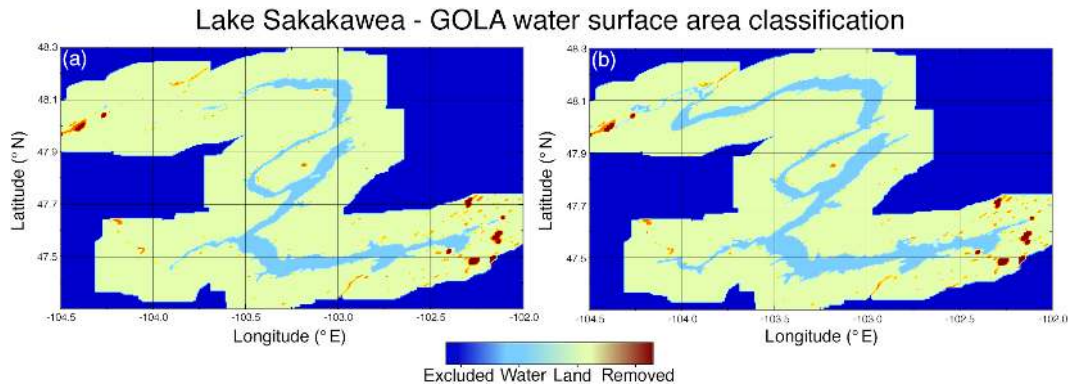 Lake Sakakawea - GOLA water surface area classification
(a)
48.3
48.1
47.9
47.7
47.5
Latitude (° N)
-104.5
-104.0
-103.5
-103.0
-102.5
-102.0
Longitude (° E)
(b)
48.3
48.1
47.9
47.7
47.5
Latitude (° N)
-104.5
-104.0
-103.5
-103.0
-102.5
-102.0
Longitude (° E)
Excluded Water Land Removed